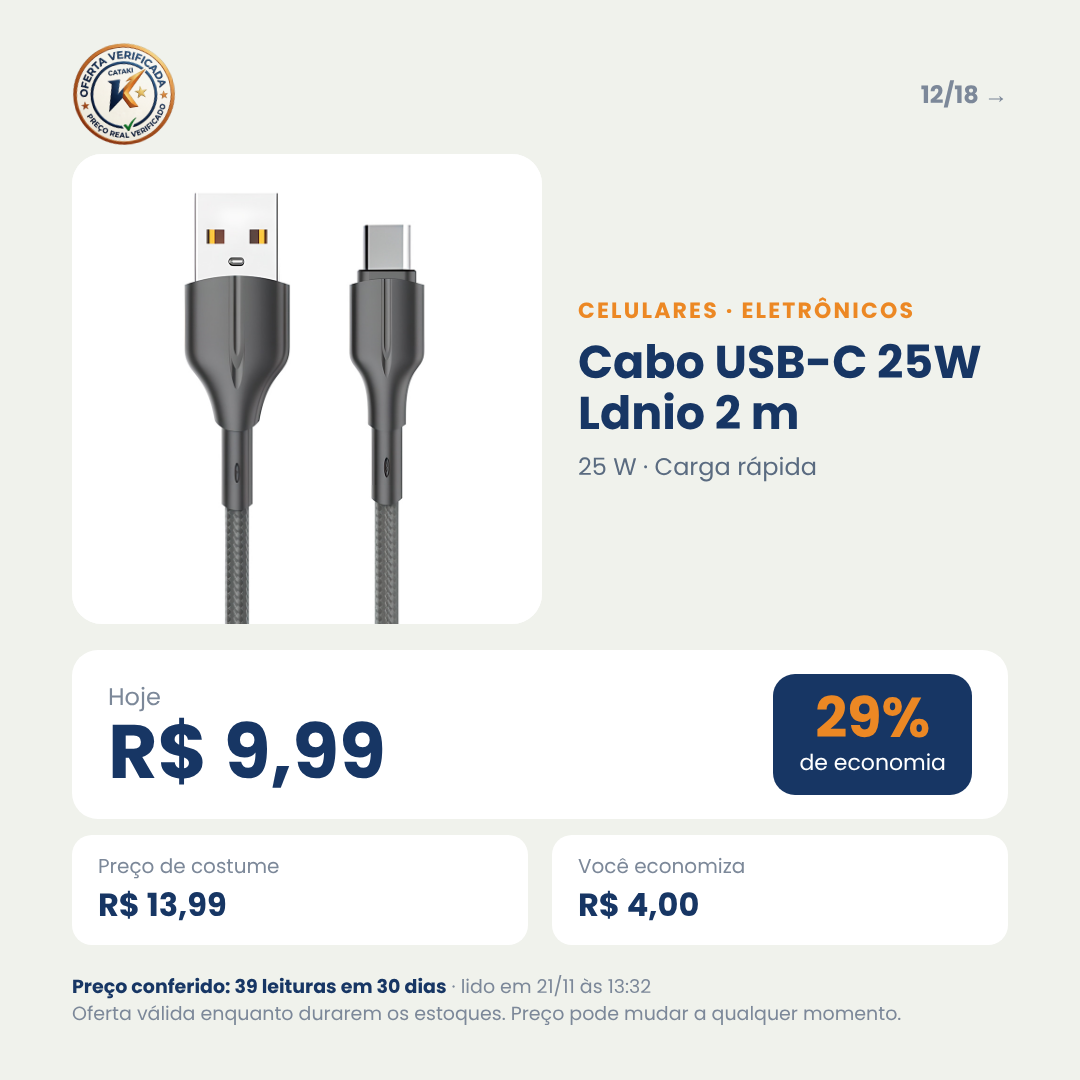 OFERTA VERIFICADA
CATAKI
PREÇO REAL VERIFICADO
12/18 →
CELULARES · ELETRÔNICOS
Cabo USB-C 25W
Ldnio 2 m
25 W · Carga rápida
Hoje
R$ 9,99
29%
de economia
Preço de costume
R$ 13,99
Você economiza
R$ 4,00
Preço conferido: 39 leituras em 30 dias · lido em 21/11 às 13:32
Oferta válida enquanto durarem os estoques. Preço pode mudar a qualquer momento.